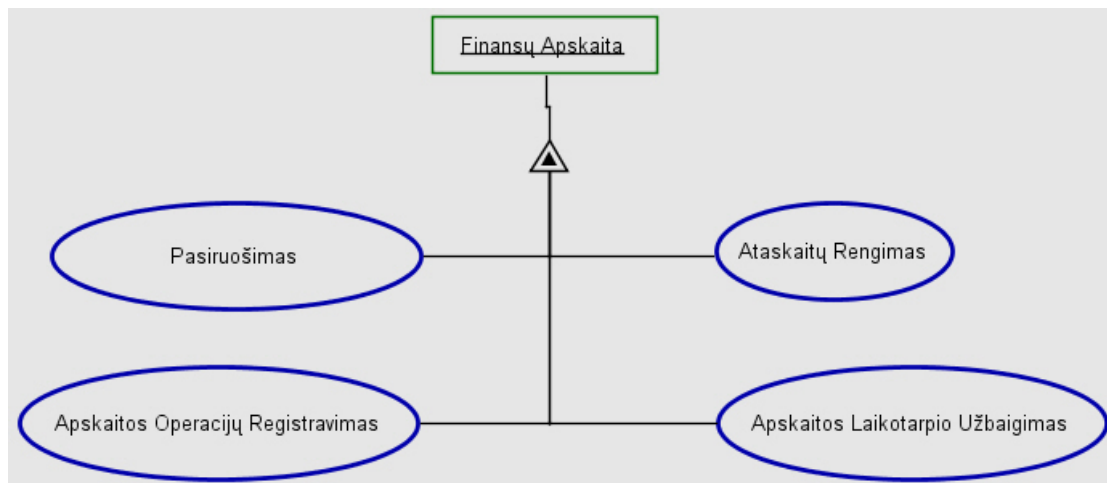 Finansų Apskaita
Pasiruošimas
Ataskaitų Rengimas
Apskaitos Operacijų Registravimas
Apskaitos Laikotarpio Užbaigimas